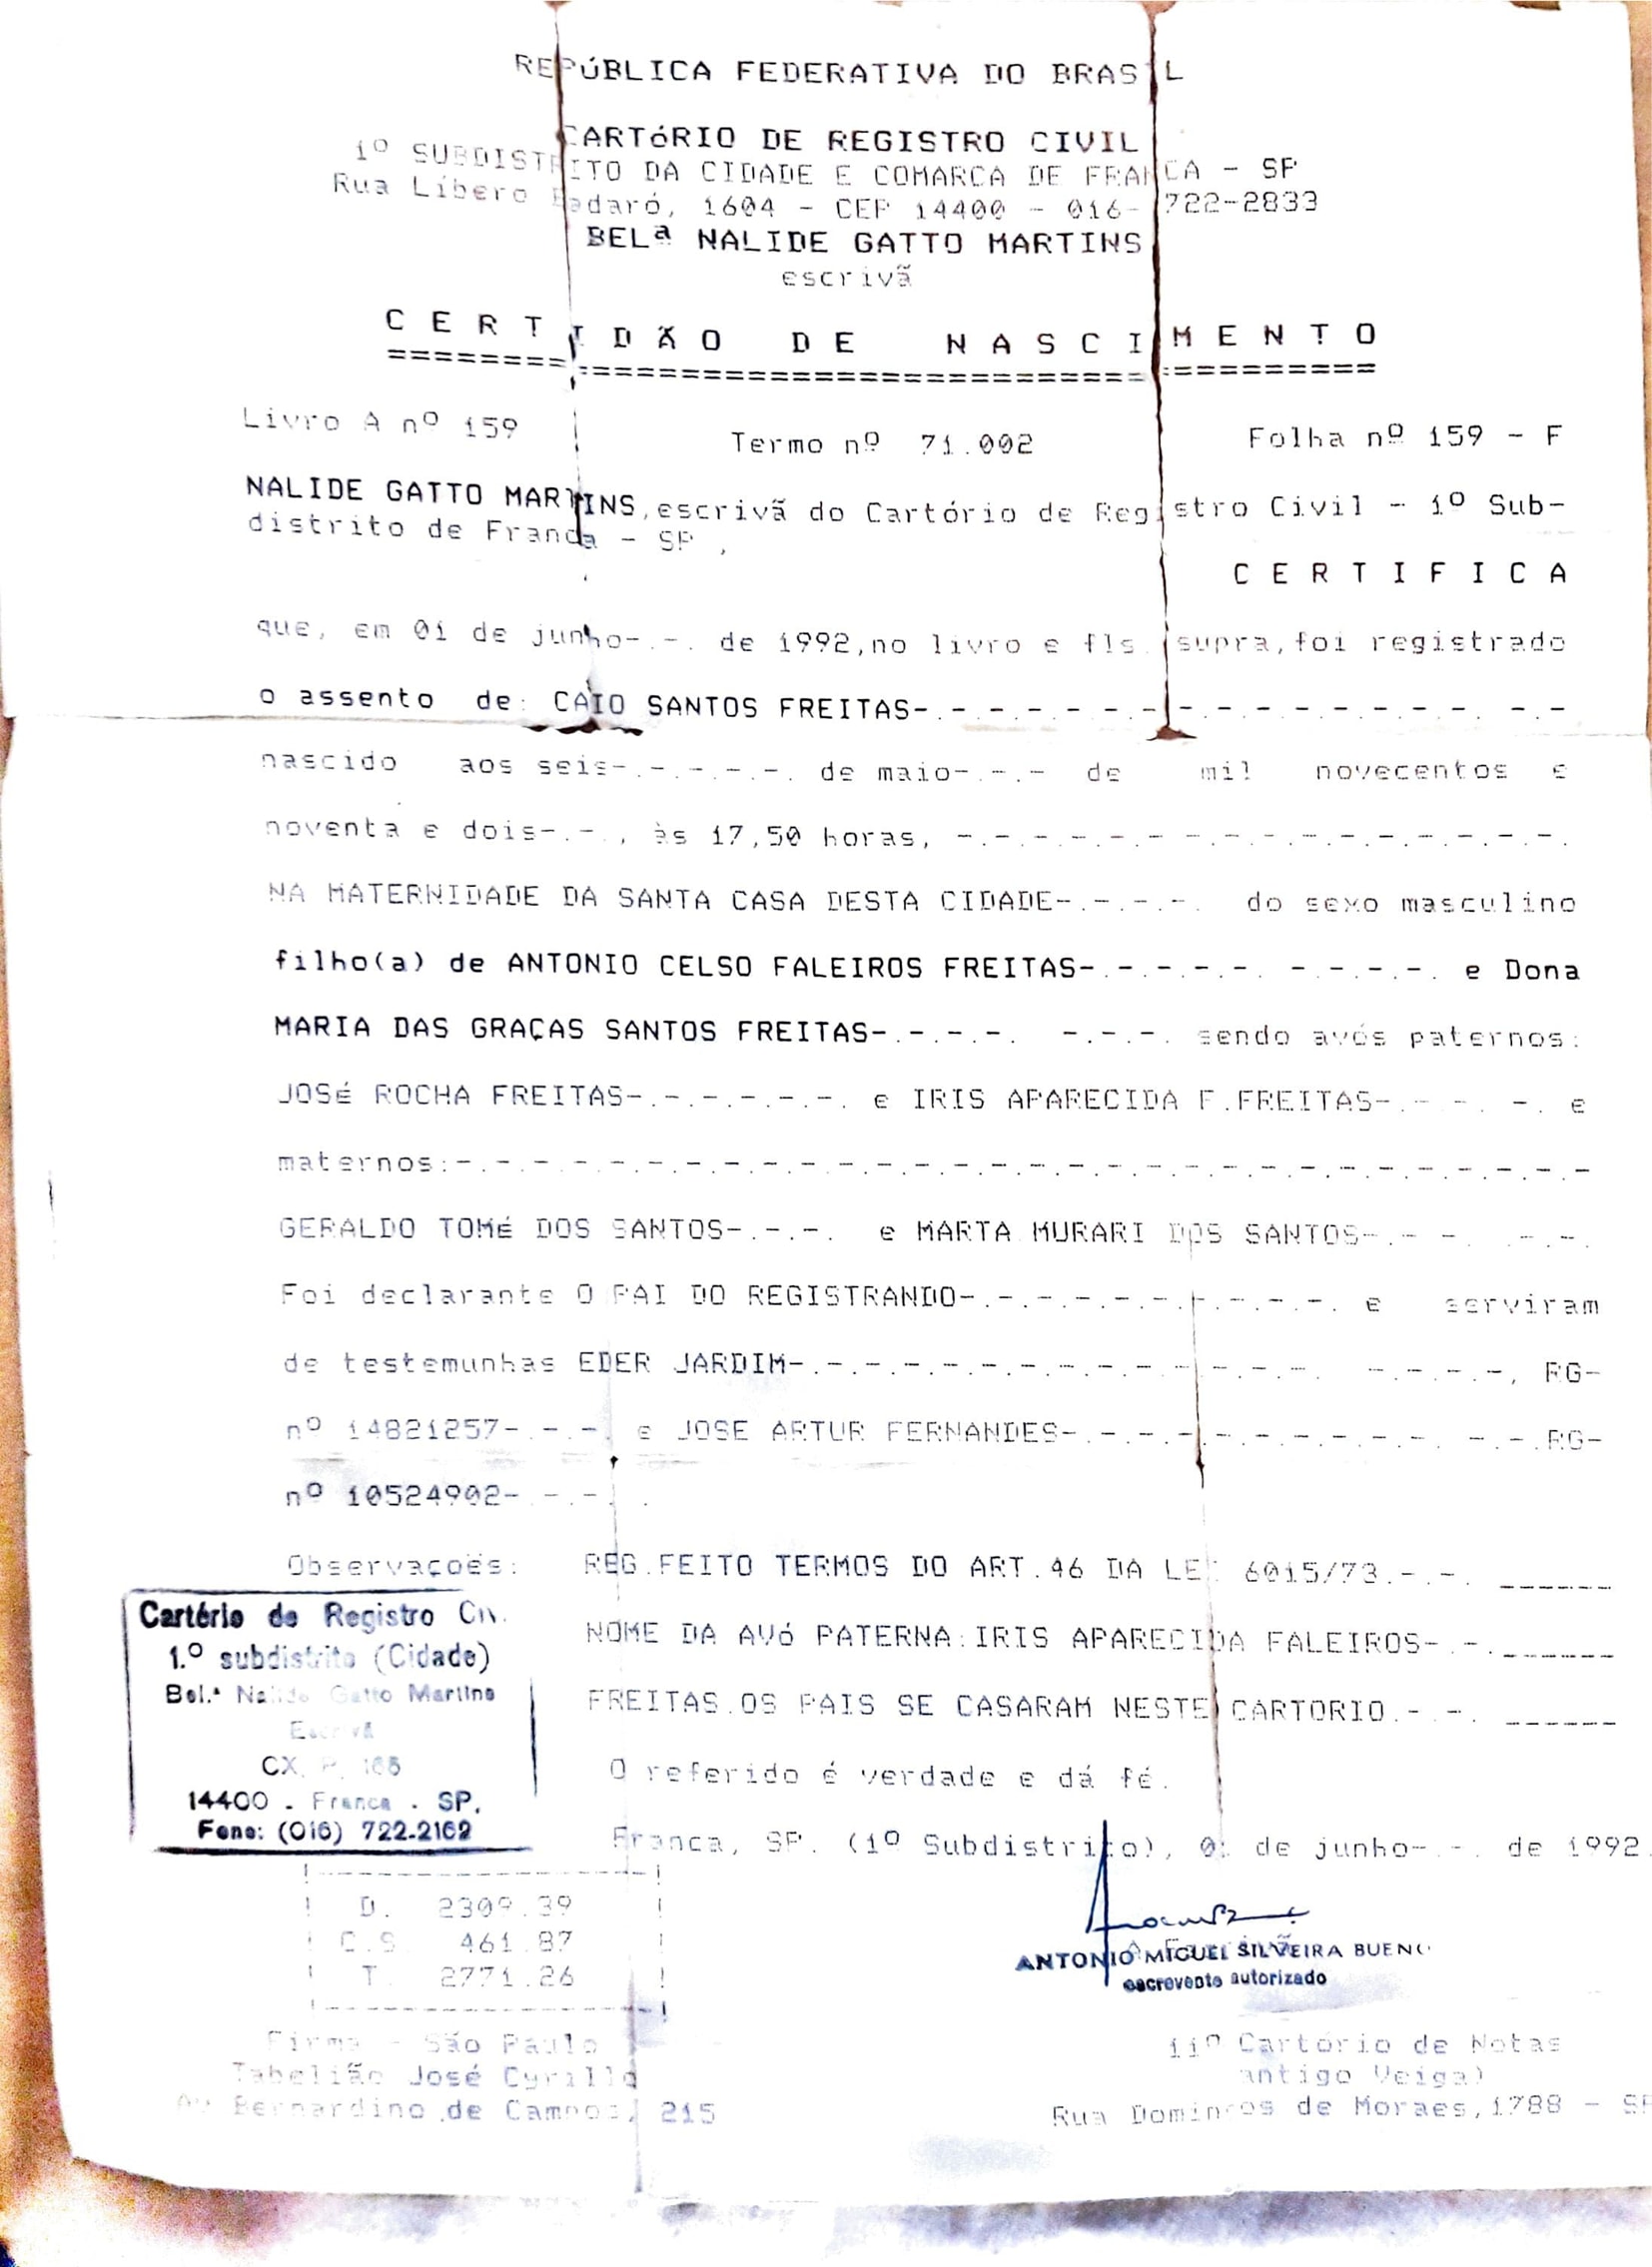 REPÚBLICA FEDERATIVA DO BRASIL
CARTóRIO DE REGISTRO CIVIL
1º SUBDISTRITO DA CIDADE E COMARCA DE FRANCA - SP
Rua Líbero Badaró, 1604 - CEP 14400 - 016- 722-2833
BELª NALIDE GATTO MARTINS
escrivã
C E R T I D Ã O D E N A S C I M E N T O
Livro A nº 159 Termo nº 71.002 Folha nº 159 - F
NALIDE GATTO MARTINS, escrivã do Cartório de Registro Civil - 1º Sub-
distrito de Franca - SP ,
C E R T I F I C A
que, em 01 de junho-.-. de 1992, no livro e fls. supra, foi registrado
o assento de: CAIO SANTOS FREITAS-.-.-.-.-.-.-.-.-.-.-.-.-.-.-. -.-
nascido aos seis-.-.-.-.-. de maio-.-.- de mil novecentos e
noventa e dois-.-., às 17,50 horas, -.-.-.-.-.-.-.-.-.-.-.-.-.-.-.-.
NA MATERNIDADE DA SANTA CASA DESTA CIDADE-.-.-.-. do sexo masculino
filho(a) de ANTONIO CELSO FALEIROS FREITAS-.-.-.-.-. -.-.-.-. e Dona
MARIA DAS GRAÇAS SANTOS FREITAS-.-.-.-. -.-.-. sendo avós paternos:
JOSé ROCHA FREITAS-.-.-.-.-.-. e IRIS APARECIDA F.FREITAS-.-.-. -. e
maternos:-.-.-.-.-.-.-.-.-.-.-.-.-.-.-.-.-.-.-.-.-.-.-.-.-.-.-.-.-.-
GERALDO TOMé DOS SANTOS-.-.-. e MARTA MURARI DOS SANTOS-.- -. .-.-.
Foi declarante O PAI DO REGISTRANDO-.-.-.-.-.-.-.-.-.-. e serviram
de testemunhas EDER JARDIM-.-.-.-.-.-.-.-.-.-.-.-.-. -.-.-.-, RG-
nº 14821257-.-.-. e JOSE ARTUR FERNANDES-.-.-.-.-.-.-.-.-.-. -.-.RG-
nº 10524902-.-.-. .
Observaçoes: REG.FEITO TERMOS DO ART.46 DA LEI 6015/73.-.-. ______
NOME DA AVó PATERNA:IRIS APARECIDA FALEIROS-.-.______
FREITAS.OS PAIS SE CASARAM NESTE CARTORIO.-.-. ______
O referido é verdade e dá fé.
Franca, SP. (1º Subdistrito), 01 de junho-.-. de 1992.
Cartório de Registro Civ.
1.º subdistrito (Cidade)
Bel.ª Nalide Gatto Martins
Escrivã
CX. P. 165
14400 - Franca - SP.
Fone: (016) 722-2162
D. 2309.39
C.S. 461.87
T. 2771.26
ANTONIO MIGUEL SILVEIRA BUENO
escrevente autorizado
Firma - São Paulo
Tabelião José Cyrillo
Av Bernardino de Campos, 215
11º Cartório de Notas
antigo Veiga)
Rua Domingos de Moraes,1788 - SP